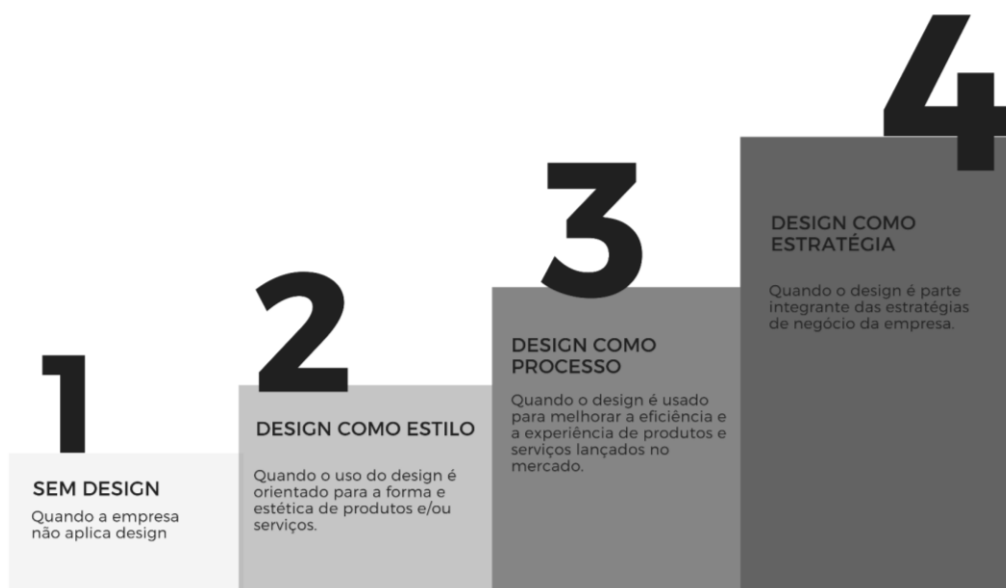 1
SEM DESIGN
Quando a empresa
não aplica design
2
DESIGN COMO ESTILO
Quando o uso do design é
orientado para a forma e
estética de produtos e/ou
serviços.
3
DESIGN COMO
PROCESSO
Quando o design é usado
para melhorar a eficiência e
a experiência de produtos e
serviços lançados no
mercado.
4
DESIGN COMO
ESTRATÉGIA
Quando o design é parte
integrante das estratégias
de negócio da empresa.